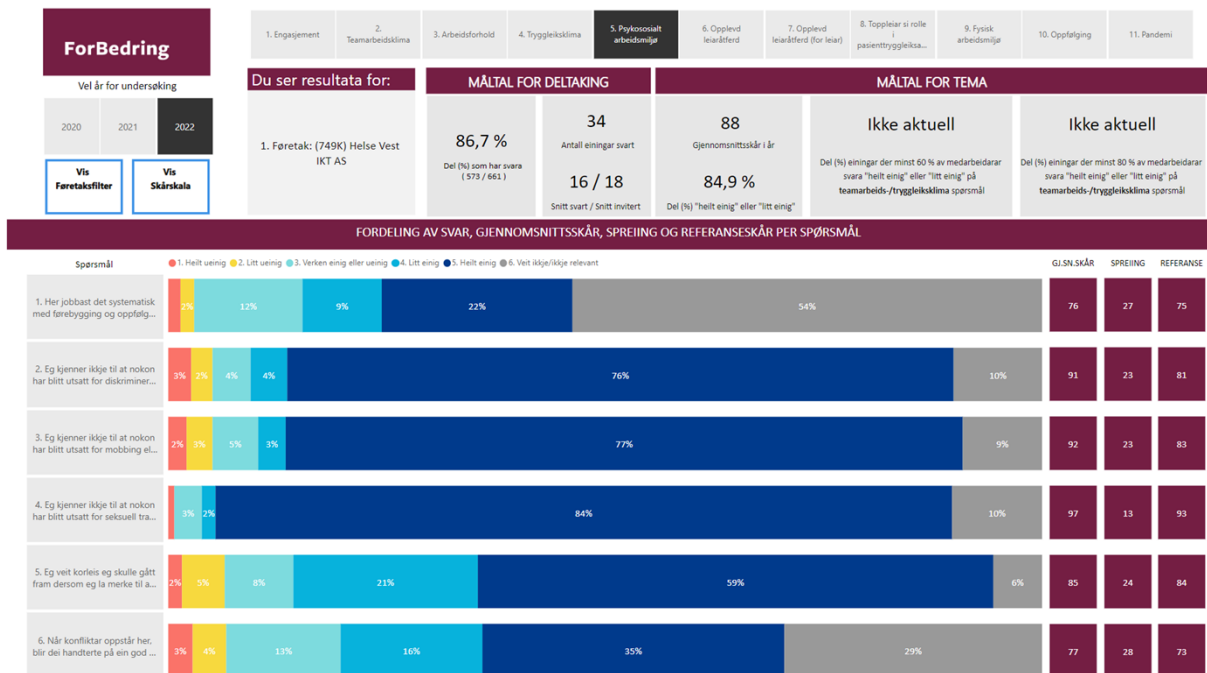 ForBedring
Vel år for undersøking
2020
2021
2022
Vis
Føretaksfilter
Vis
Skårskala
1. Engasjement
2.
Teamarbeidsklima
3. Arbeidsforhold
4. Tryggleiksklima
5. Psykososialt
arbeidsmiljø
6. Opplevd
leiaråtferd
7. Opplevd
leiaråtferd (for leiar)
8. Toppleiar si rolle
i
pasienttryggleiksa...
9. Fysisk
arbeidsmiljø
10. Oppfølging
11. Pandemi
Du ser resultata for:
1. Føretak: (749K) Helse Vest
IKT AS
MÅLTAL FOR DELTAKING
86,7 %
Del (%) som har svara
( 573 / 661 )
34
Antall einingar svart
16 / 18
Snitt svart / Snitt invitert
MÅLTAL FOR TEMA
88
Gjennomsnittsskår i år
84,9 %
Del (%) "heilt einig" eller "litt einig"
Ikke aktuell
Del (%) einingar der minst 60 % av medarbeidarar
svara "heilt einig" eller "litt einig" på
teamarbeids-/tryggleiksklima spørsmål
Ikke aktuell
Del (%) einingar der minst 80 % av medarbeidarar
svara "heilt einig" eller "litt einig" på
teamarbeids-/tryggleiksklima spørsmål
FORDELING AV SVAR, GJENNOMSNITTSSKÅR, SPREIING OG REFERANSESKÅR PER SPØRSMÅL
Spørsmål
1. Heilt ueinig 2. Litt ueinig 3. Verken einig eller ueinig 4. Litt einig 5. Heilt einig 6. Veit ikkje/ikkje relevant
GJ.SN.SKÅR
SPREIING
REFERANSE
1. Her jobbast det systematisk
med førebygging og oppfølg...
2% 12% 9% 22% 54% 76 27 75
2. Eg kjenner ikkje til at nokon
har blitt utsatt for diskriminer...
3% 2% 4% 4% 76% 10% 91 23 81
3. Eg kjenner ikkje til at nokon
har blitt utsatt for mobbing el...
2% 3% 5% 3% 77% 9% 92 23 83
4. Eg kjenner ikkje til at nokon
har blitt utsatt for seksuell tra...
3% 2% 84% 10% 97 13 93
5. Eg veit korleis eg skulle gått
fram dersom eg la merke til a...
2% 5% 8% 21% 59% 6% 85 24 84
6. Når konfliktar oppstår her,
blir dei handterte på ein god ...
3% 4% 13% 16% 35% 29% 77 28 73